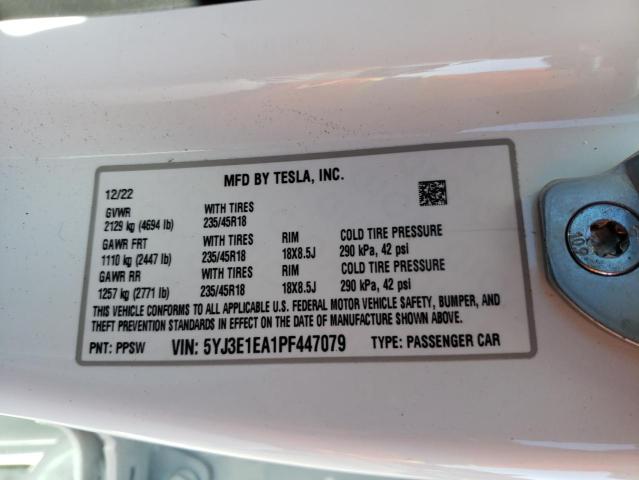 MFD BY TESLA, INC.
12/22
GVWR WITH TIRES
2129 kg (4694 lb) 235/45R18
GAWR FRT WITH TIRES RIM COLD TIRE PRESSURE
1110 kg (2447 lb) 235/45R18 18X8.5J 290 kPa, 42 psi
GAWR RR WITH TIRES RIM COLD TIRE PRESSURE
1257 kg (2771 lb) 235/45R18 18X8.5J 290 kPa, 42 psi
THIS VEHICLE CONFORMS TO ALL APPLICABLE U.S. FEDERAL MOTOR VEHICLE SAFETY, BUMPER, AND
THEFT PREVENTION STANDARDS IN EFFECT ON THE DATE OF MANUFACTURE SHOWN ABOVE.
PNT: PPSW VIN: 5YJ3E1EA1PF447079 TYPE: PASSENGER CAR
10.9